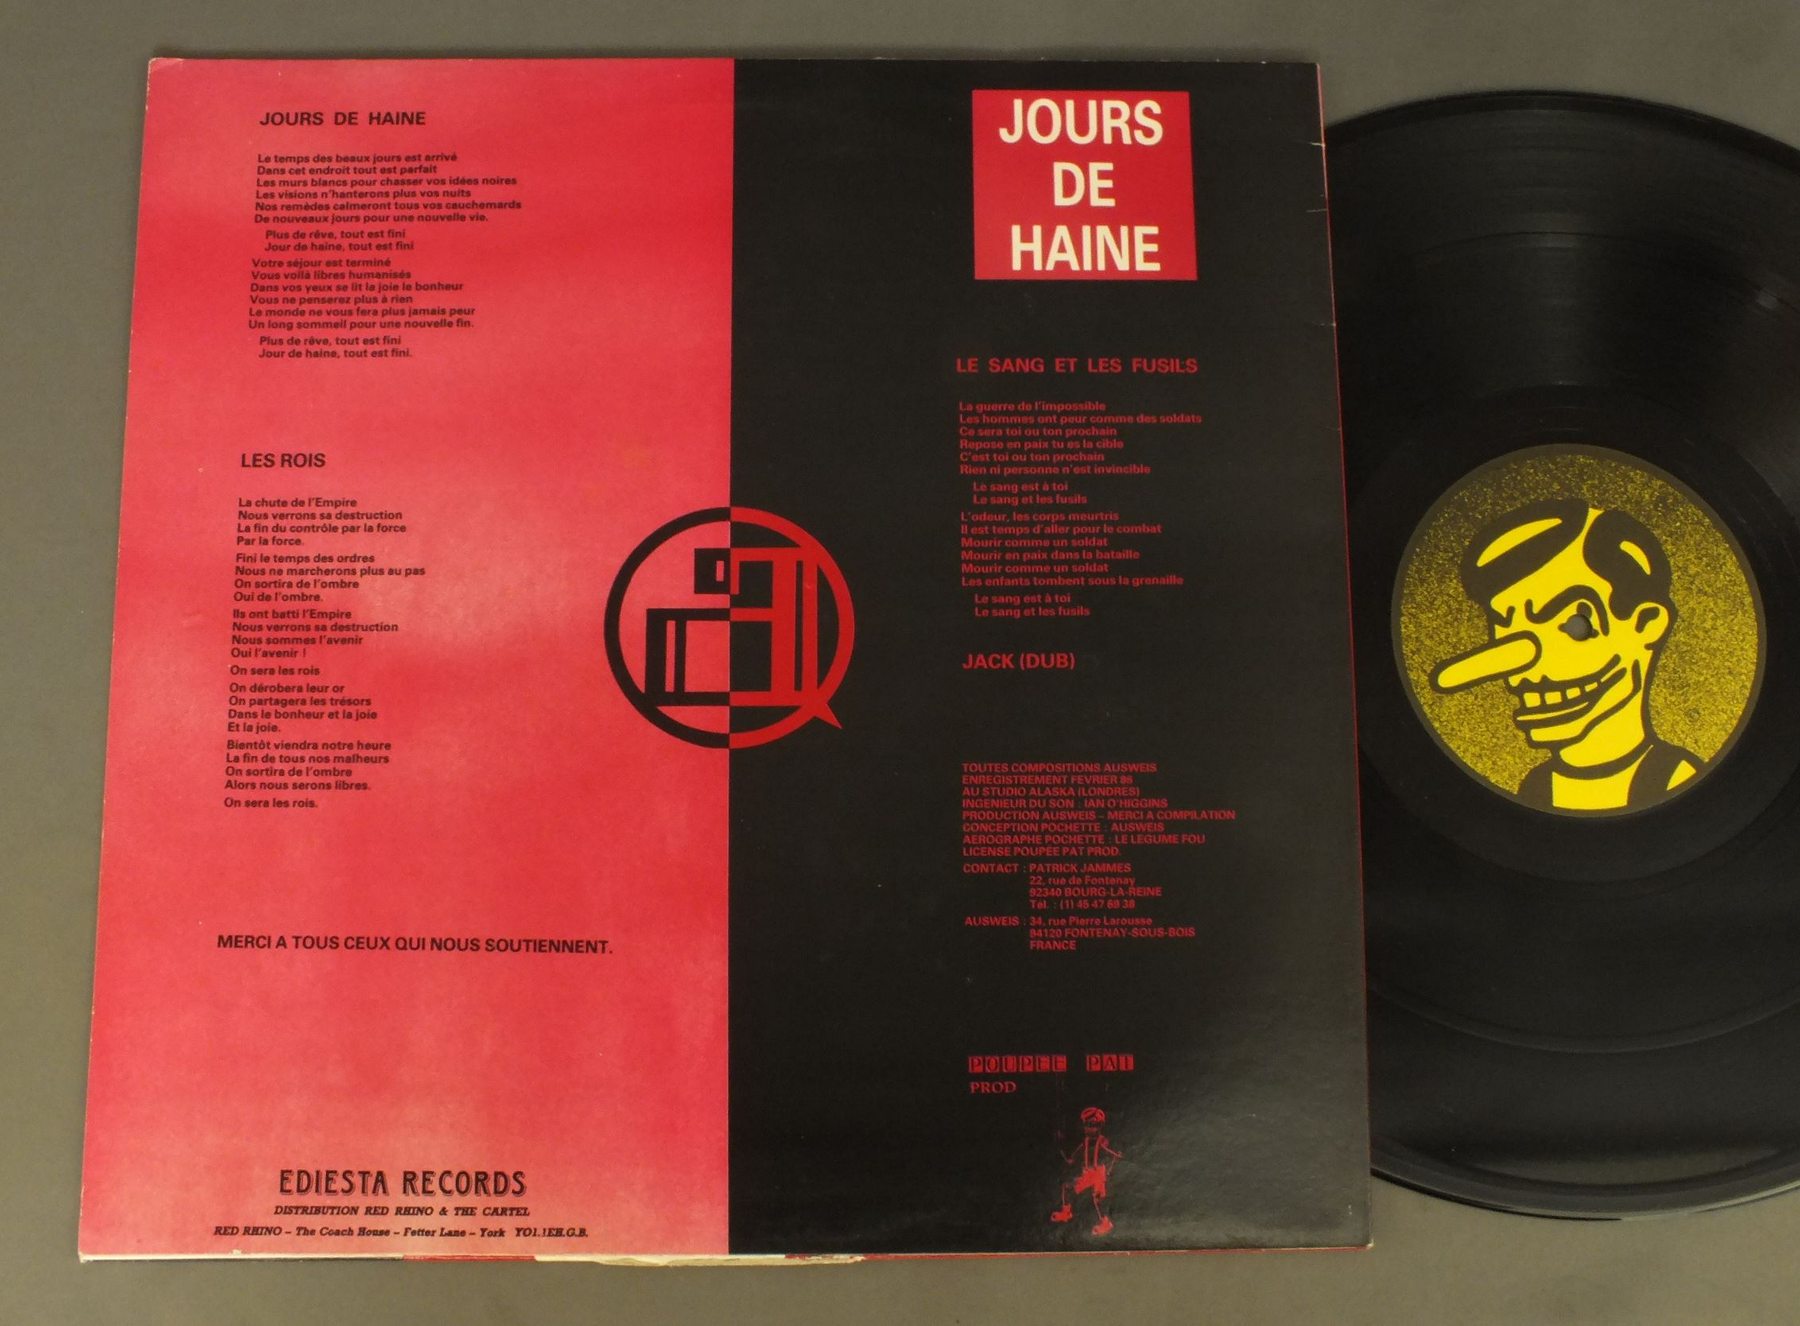 JOURS DE HAINE
Le temps des beaux jours est arrivé
Dans cet endroit tout est parfait
Les murs blancs pour chasser vos idées noires
Les visions n'hanterons plus vos nuits
Nos remèdes calmeront tous vos cauchemards
De nouveaux jours pour une nouvelle vie.
Plus de rêve, tout est fini
Jour de haine, tout est fini
Votre séjour est terminé
Vous voilà libres humanisés
Dans vos yeux se lit la joie le bonheur
Vous ne penserez plus à rien
Le monde ne vous fera plus jamais peur
Un long sommeil pour une nouvelle fin.
Plus de rêve, tout est fini
Jour de haine, tout est fini.
LES ROIS
La chute de l'Empire
Nous verrons sa destruction
La fin du contrôle par la force
Par la force.
Fini le temps des ordres
Nous ne marcherons plus au pas
On sortira de l'ombre
Oui de l'ombre.
Ils ont batti l'Empire
Nous verrons sa destruction
Nous sommes l'avenir
Oui l'avenir !
On sera les rois
On dérobera leur or
On partagera les trésors
Dans le bonheur et la joie
Et la joie.
Bientôt viendra notre heure
La fin de tous nos malheurs
On sortira de l'ombre
Alors nous serons libres.
On sera les rois.
MERCI A TOUS CEUX QUI NOUS SOUTIENNENT.
EDIESTA RECORDS
DISTRIBUTION RED RHINO & THE CARTEL
RED RHINO – The Coach House – Fetter Lane – York YO1.1EH.G.B.
JOURS
DE
HAINE
LE SANG ET LES FUSILS
La guerre de l'impossible
Les hommes ont peur comme des soldats
Ce sera toi ou ton prochain
Repose en paix tu es la cible
C'est toi ou ton prochain
Rien ni personne n'est invincible
Le sang est à toi
Le sang et les fusils
L'odeur, les corps meurtris
Il est temps d'aller pour le combat
Mourir comme un soldat
Mourir en paix dans la bataille
Mourir comme un soldat
Les enfants tombent sous la grenaille
Le sang est à toi
Le sang et les fusils
JACK (DUB)
TOUTES COMPOSITIONS AUSWEIS
ENREGISTREMENT FEVRIER 86
AU STUDIO ALASKA (LONDRES)
INGENIEUR DU SON : IAN O'HIGGINS
PRODUCTION AUSWEIS – MERCI A COMPILATION
CONCEPTION POCHETTE : AUSWEIS
AEROGRAPHE POCHETTE : LE LEGUME FOU
LICENSE POUPÉE PAT PROD.
CONTACT : PATRICK JAMMES
22, rue de Fontenay
92340 BOURG-LA-REINE
Tél. : (1) 45 47 69 38
AUSWEIS : 34, rue Pierre Larousse
94120 FONTENAY-SOUS-BOIS
FRANCE
POUPEE PAT
PROD